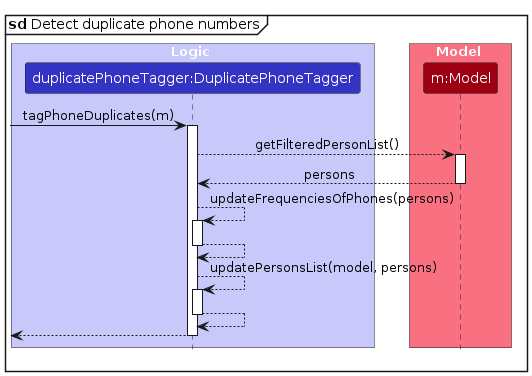 sd Detect duplicate phone numbers
Logic
Model
duplicatePhoneTagger:DuplicatePhoneTagger
m:Model
tagPhoneDuplicates(m)
getFilteredPersonList()
persons
updateFrequenciesOfPhones(persons)
updatePersonsList(model, persons)